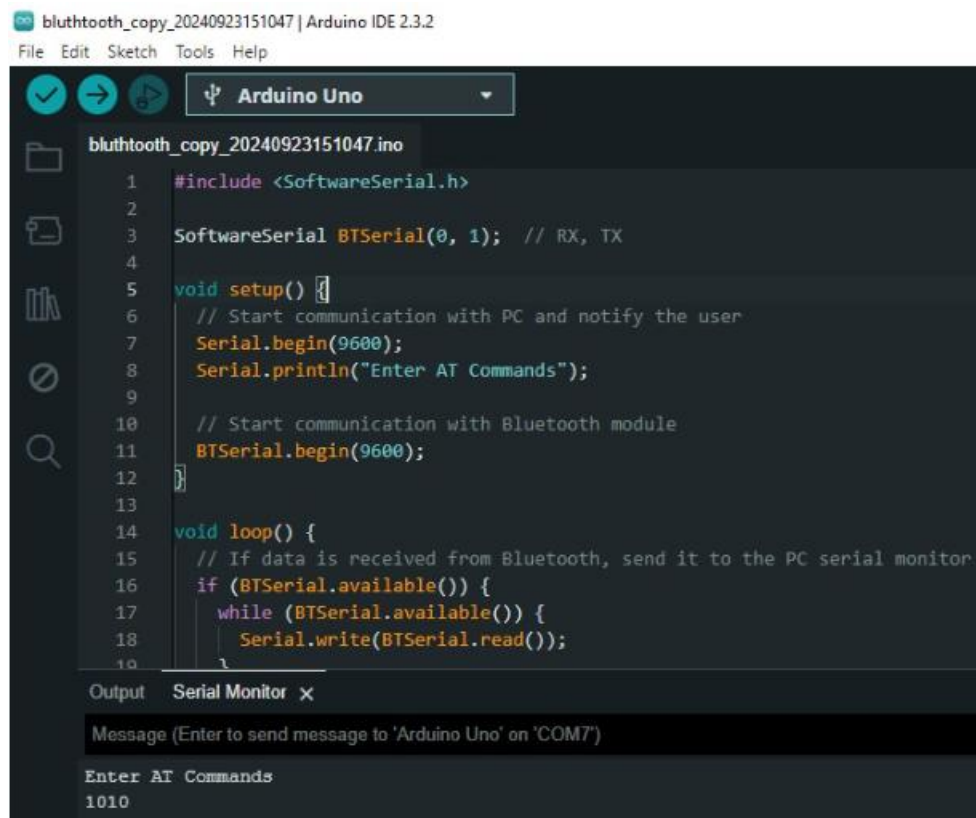 bluthtooth_copy_20240923151047 | Arduino IDE 2.3.2
File Edit Sketch Tools Help
Arduino Uno
bluthtooth_copy_20240923151047.ino
1 #include <SoftwareSerial.h>
2
3 SoftwareSerial BTSerial(0, 1); // RX, TX
4
5 void setup() {
6 // Start communication with PC and notify the user
7 Serial.begin(9600);
8 Serial.println("Enter AT Commands");
9
10 // Start communication with Bluetooth module
11 BTSerial.begin(9600);
12 }
13
14 void loop() {
15 // If data is received from Bluetooth, send it to the PC serial monitor
16 if (BTSerial.available()) {
17 while (BTSerial.available()) {
18 Serial.write(BTSerial.read());
19 }
Output Serial Monitor
Message (Enter to send message to 'Arduino Uno' on 'COM7')
Enter AT Commands
1010